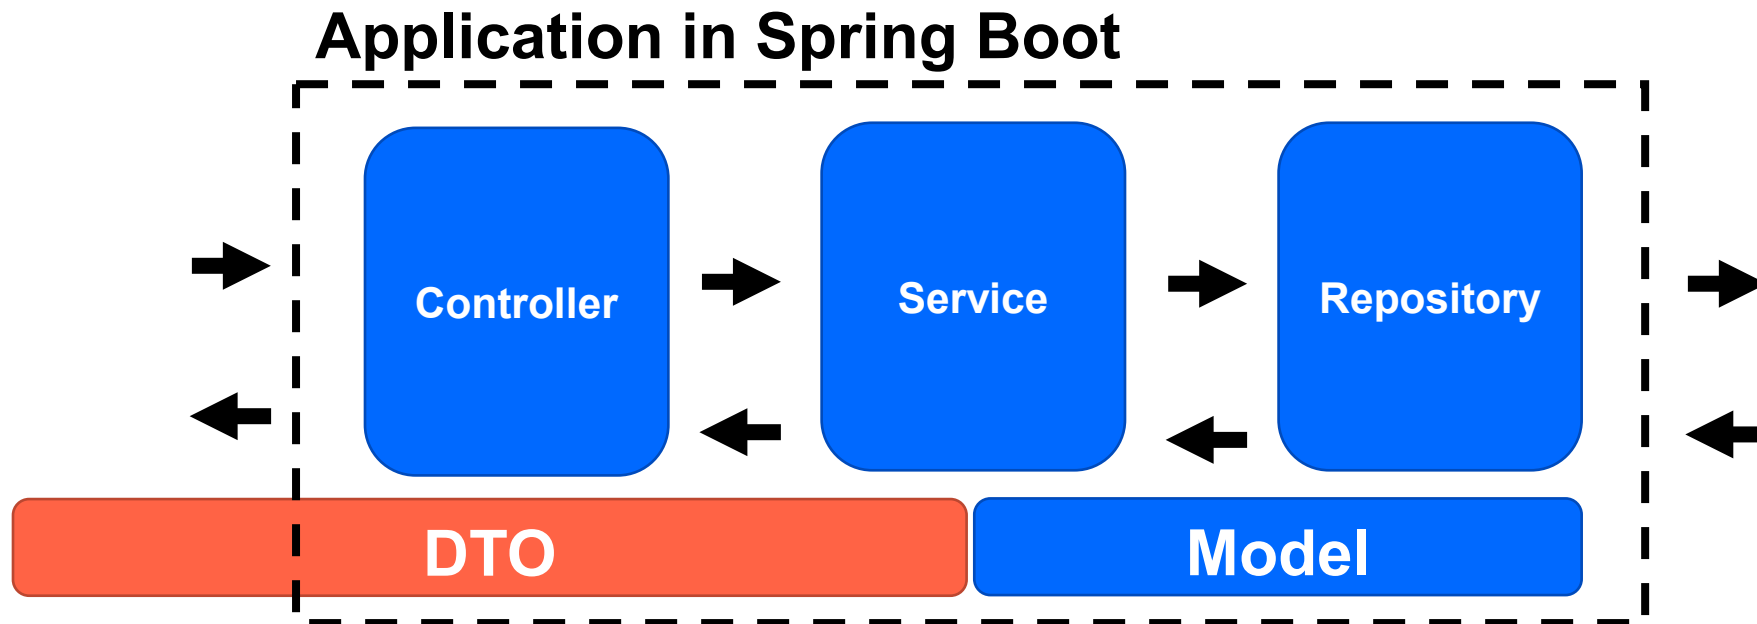 Application in Spring Boot
Controller
Service
Repository
DTO
Model